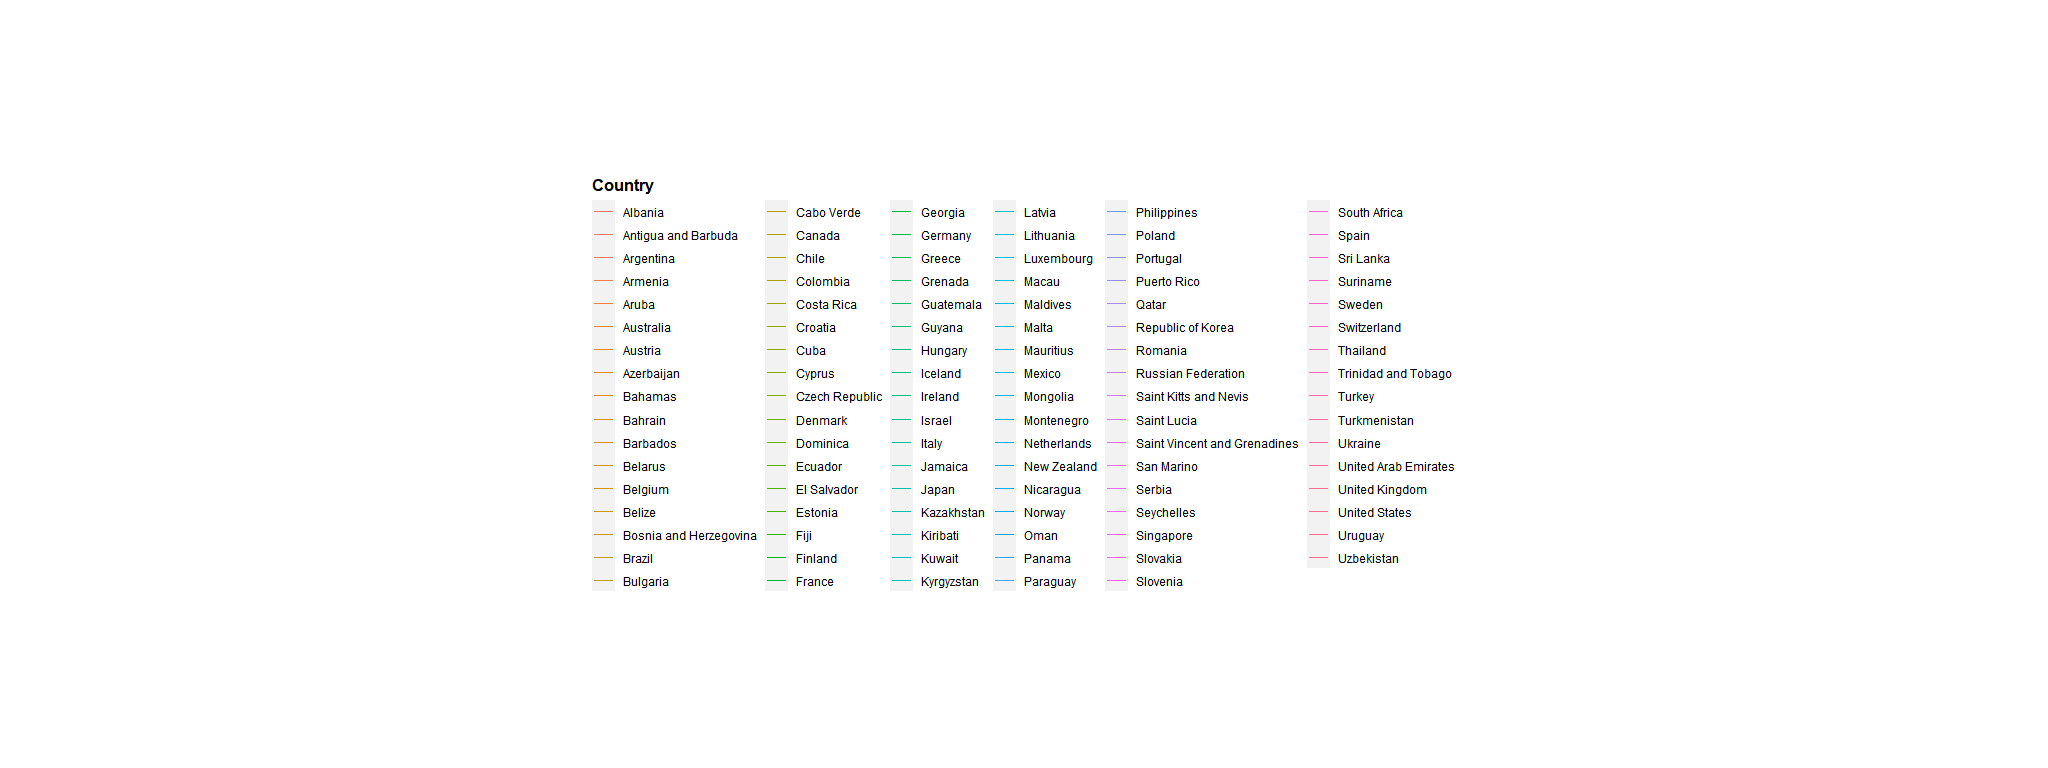 Country
Albania
Antigua and Barbuda
Argentina
Armenia
Aruba
Australia
Austria
Azerbaijan
Bahamas
Bahrain
Barbados
Belarus
Belgium
Belize
Bosnia and Herzegovina
Brazil
Bulgaria
Cabo Verde
Canada
Chile
Colombia
Costa Rica
Croatia
Cuba
Cyprus
Czech Republic
Denmark
Dominica
Ecuador
El Salvador
Estonia
Fiji
Finland
France
Georgia
Germany
Greece
Grenada
Guatemala
Guyana
Hungary
Iceland
Ireland
Israel
Italy
Jamaica
Japan
Kazakhstan
Kiribati
Kuwait
Kyrgyzstan
Latvia
Lithuania
Luxembourg
Macau
Maldives
Malta
Mauritius
Mexico
Mongolia
Montenegro
Netherlands
New Zealand
Nicaragua
Norway
Oman
Panama
Paraguay
Philippines
Poland
Portugal
Puerto Rico
Qatar
Republic of Korea
Romania
Russian Federation
Saint Kitts and Nevis
Saint Lucia
Saint Vincent and Grenadines
San Marino
Serbia
Seychelles
Singapore
Slovakia
Slovenia
South Africa
Spain
Sri Lanka
Suriname
Sweden
Switzerland
Thailand
Trinidad and Tobago
Turkey
Turkmenistan
Ukraine
United Arab Emirates
United Kingdom
United States
Uruguay
Uzbekistan